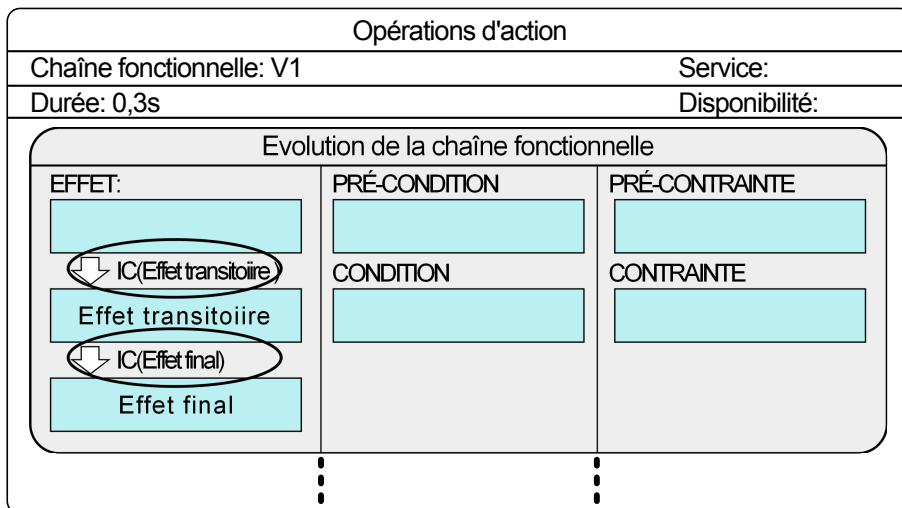 Opérations d'action
Chaîne fonctionnelle: V1 Service:
Durée: 0,3s Disponibilité:
Evolution de la chaîne fonctionnelle
EFFET: PRÉ-CONDITION PRÉ-CONTRAINTE
IC(Effet transitoiire) CONDITION CONTRAINTE
Effet transitoiire
IC(Effet final)
Effet final